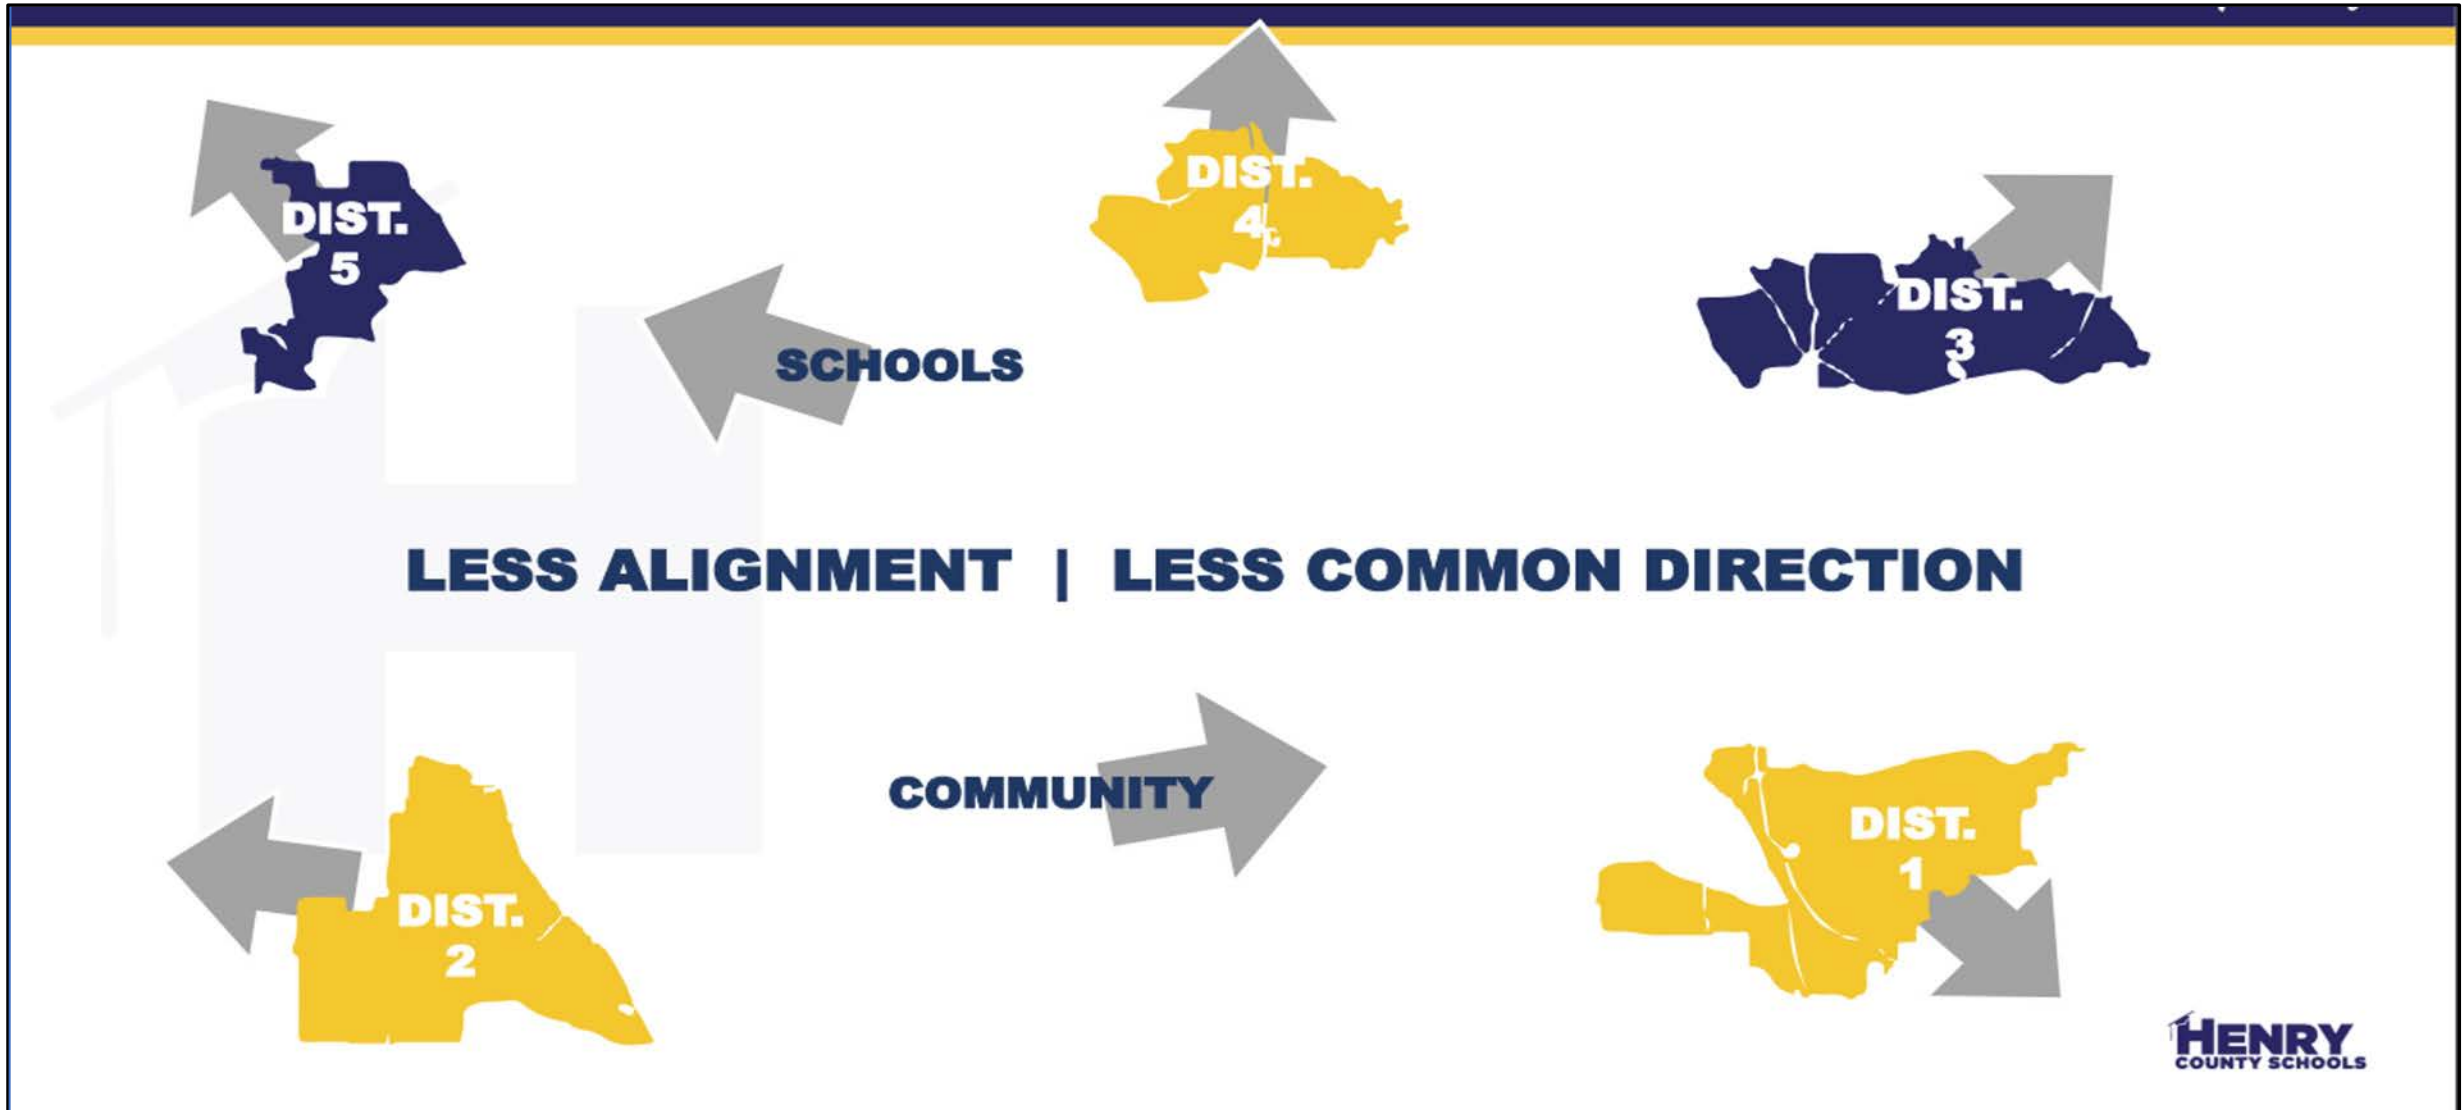 DIST.
5
DIST.
4
DIST.
3
SCHOOLS
LESS ALIGNMENT | LESS COMMON DIRECTION
COMMUNITY
DIST.
2
DIST.
1
HENRY
COUNTY SCHOOLS